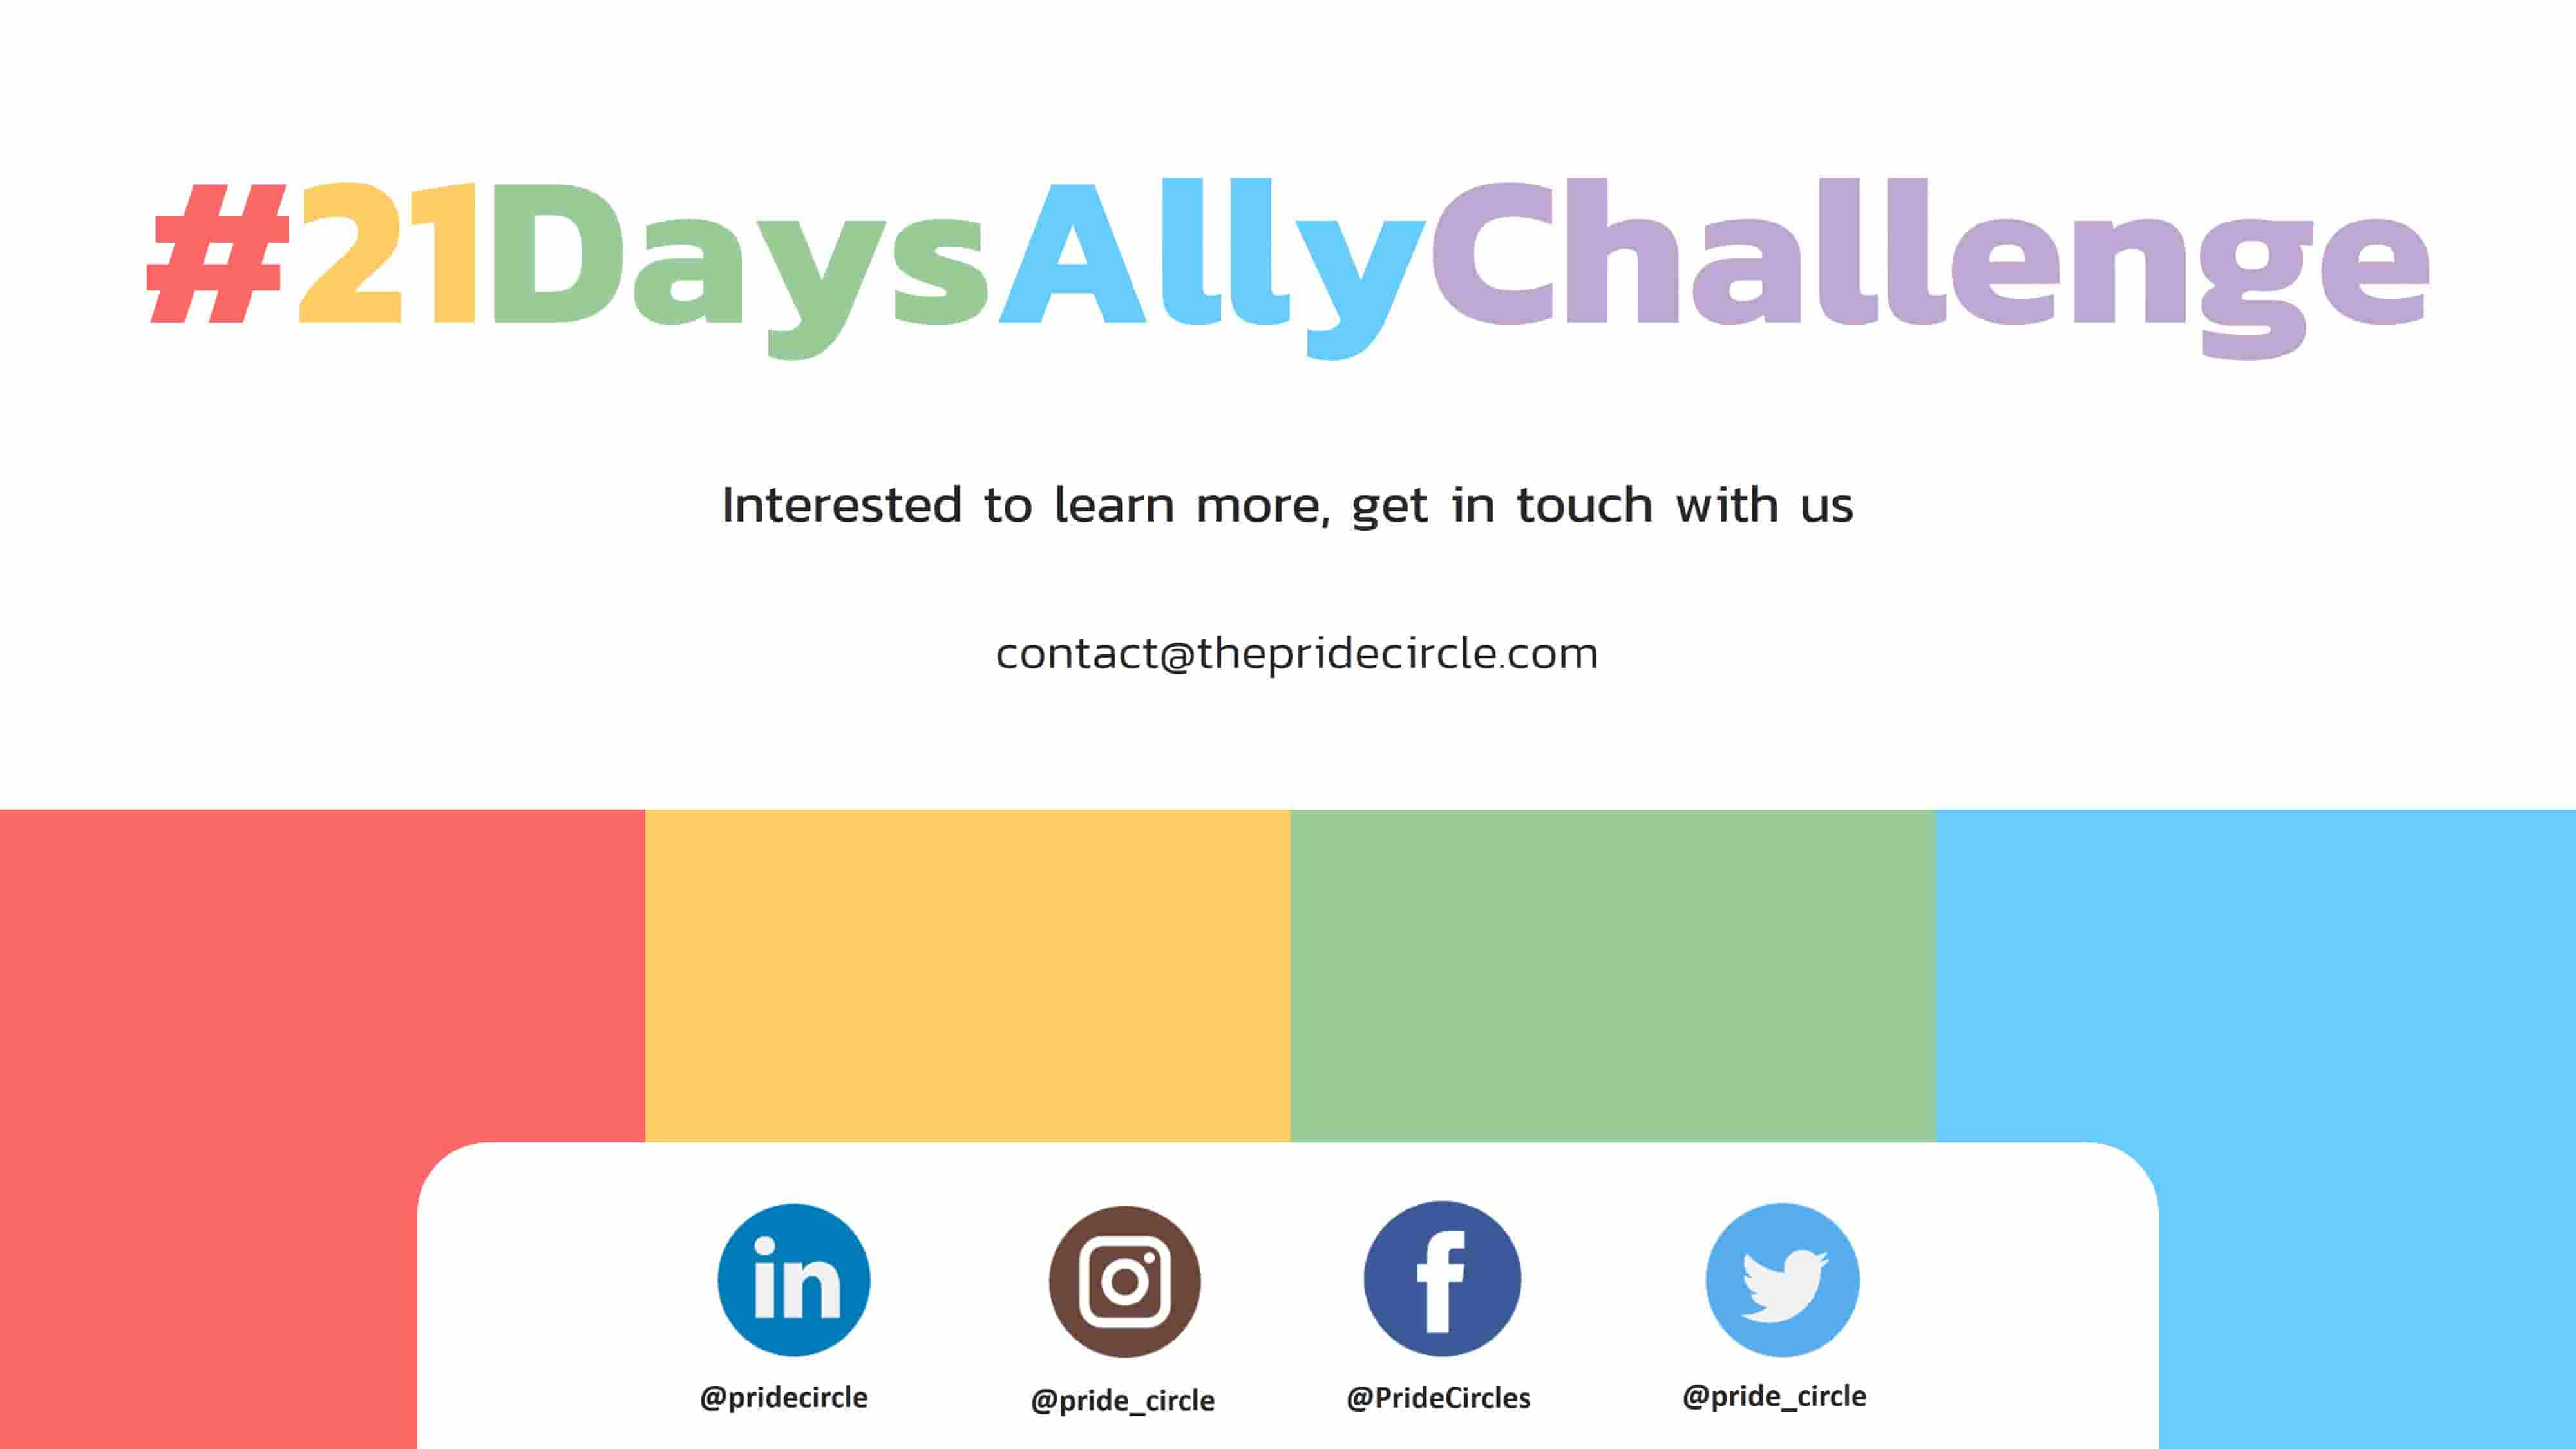 #21DaysAllyChallenge
Interested to learn more, get in touch with us
contact@thepridecircle.com
in
f
@pridecircle
@pride_circle
@PrideCircles
@pride_circle